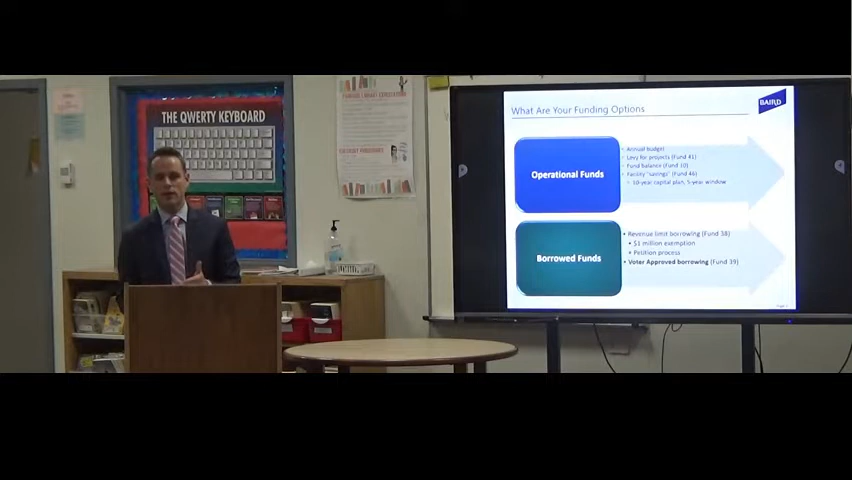 THE QWERTY KEYBOARD
What Are Your Funding Options
BAIRD
Operational Funds
Annual budget
Levy for projects (Fund 41)
Fund balance (Fund 10)
Facility "savings" (Fund 46)
10-year capital plan, 5-year window
Borrowed Funds
Revenue limit borrowing (Fund 38)
$1 million exemption
Petition process
Voter Approved borrowing (Fund 39)